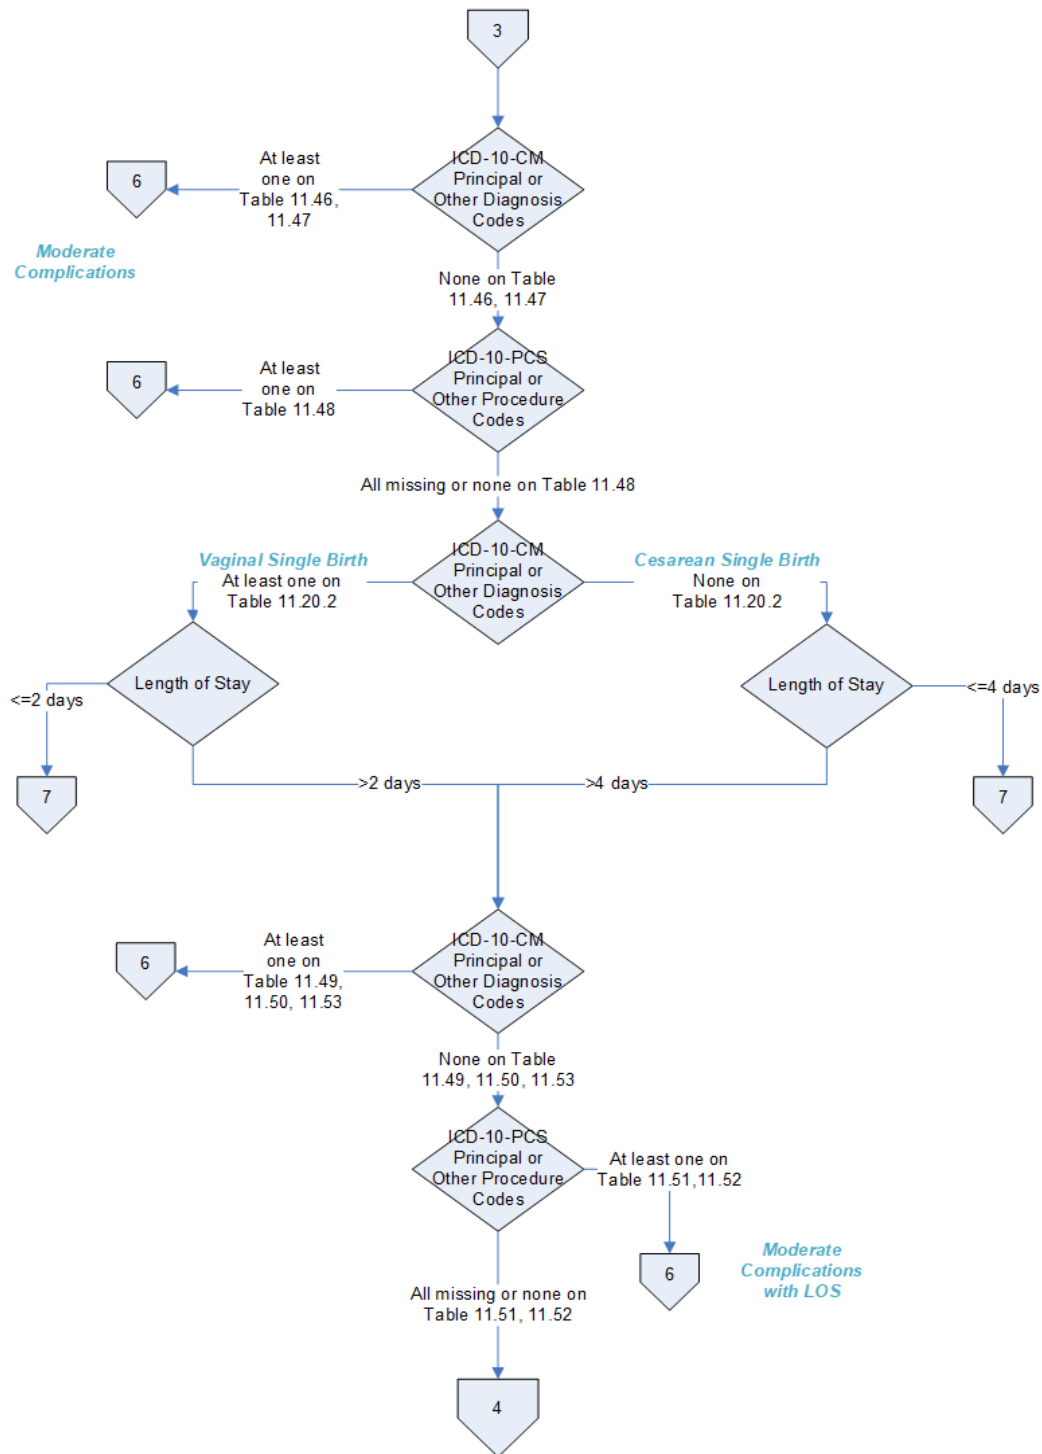 3
ICD-10-CM
Principal or
Other Diagnosis
Codes
At least
one on
Table 11.46,
11.47
6
Moderate
Complications
None on Table
11.46, 11.47
ICD-10-PCS
Principal or
Other Procedure
Codes
At least
one on
Table 11.48
6
All missing or none on Table 11.48
ICD-10-CM
Principal or
Other Diagnosis
Codes
Vaginal Single Birth
At least one on
Table 11.20.2
Cesarean Single Birth
None on
Table 11.20.2
Length of Stay
Length of Stay
<=2 days
<=4 days
7
>2 days
>4 days
7
ICD-10-CM
Principal or
Other Diagnosis
Codes
At least
one on
Table 11.49,
11.50, 11.53
6
None on Table
11.49, 11.50, 11.53
ICD-10-PCS
Principal or
Other Procedure
Codes
At least one on
Table 11.51,11.52
6
Moderate
Complications
with LOS
All missing or none on
Table 11.51, 11.52
4